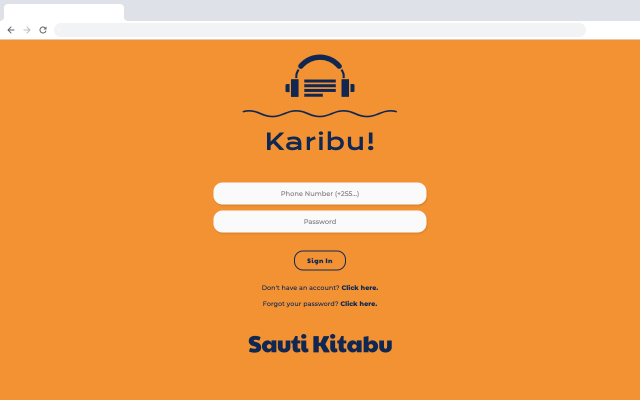 Karibu!
Phone Number (+255...)
Password
Sign In
Don't have an account? Click here.
Forgot your password? Click here.
Sauti Kitabu